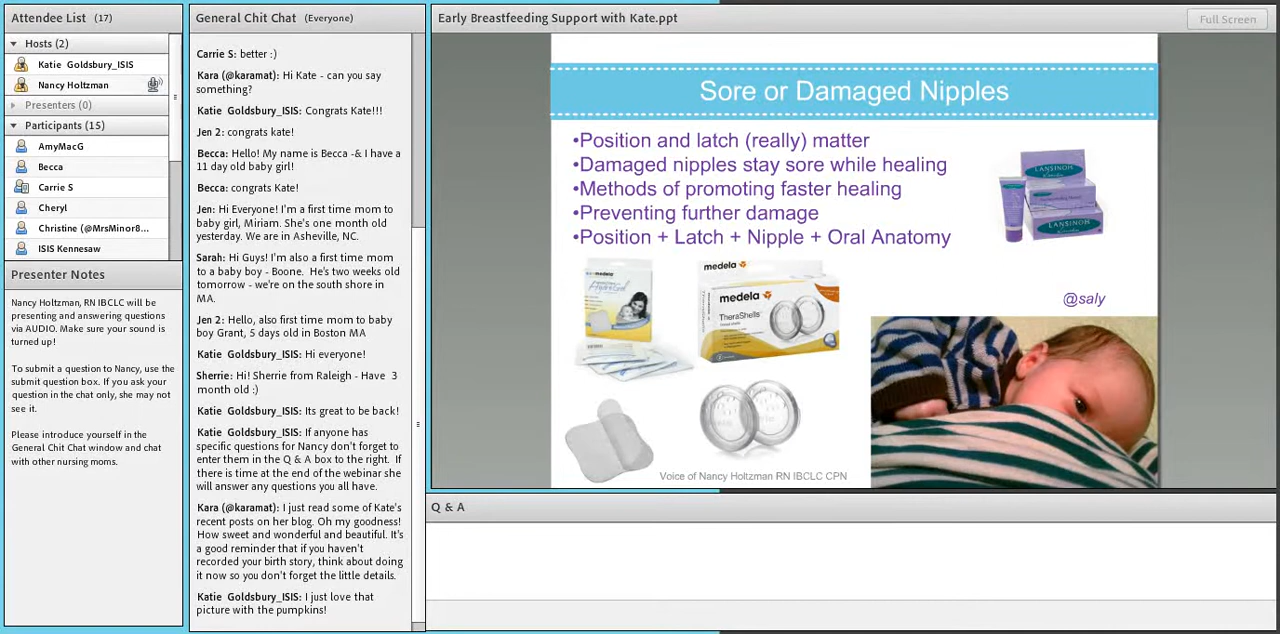 Attendee List (17)
Hosts (2)
Katie Goldsbury_ISIS
Nancy Holtzman
Presenters (0)
Participants (15)
AmyMacG
Becca
Carrie S
Cheryl
Christine (@MrsMinor8...
ISIS Kennesaw
Presenter Notes
Nancy Holtzman, RN IBCLC will be
presenting and answering questions
via AUDIO. Make sure your sound is
turned up!
To submit a question to Nancy, use the
submit question box. If you ask your
question in the chat only, she may not
see it.
Please introduce yourself in the
General Chit Chat window and chat
with other nursing moms.
General Chit Chat (Everyone)
Carrie S: better :)
Kara (@karamat): Hi Kate - can you say
something?
Katie Goldsbury_ISIS: Congrats Kate!!!
Jen 2: congrats kate!
Becca: Hello! My name is Becca -& I have a
11 day old baby girl!
Becca: congrats Kate!
Jen: Hi Everyone! I'm a first time mom to
baby girl, Miriam. She's one month old
yesterday. We are in Asheville, NC.
Sarah: Hi Guys! I'm also a first time mom
to a baby boy - Boone. He's two weeks old
tomorrow - we're on the south shore in
MA.
Jen 2: Hello, also first time mom to baby
boy Grant, 5 days old in Boston MA
Katie Goldsbury_ISIS: Hi everyone!
Sherrie: Hi! Sherrie from Raleigh - Have 3
month old :)
Katie Goldsbury_ISIS: Its great to be back!
Katie Goldsbury_ISIS: If anyone has
specific questions for Nancy don't forget to
enter them in the Q & A box to the right. If
there is time at the end of the webinar she
will answer any questions you all have.
Kara (@karamat): I just read some of Kate's
recent posts on her blog. Oh my goodness!
How sweet and wonderful and beautiful. It's
a good reminder that if you haven't
recorded your birth story, think about doing
it now so you don't forget the little details.
Katie Goldsbury_ISIS: I just love that
picture with the pumpkins!
Early Breastfeeding Support with Kate.ppt
Full Screen
Sore or Damaged Nipples
•Position and latch (really) matter
•Damaged nipples stay sore while healing
•Methods of promoting faster healing
•Preventing further damage
•Position + Latch + Nipple + Oral Anatomy
LANSINOH
LANSINOH
medela
medela
medela
TheraShells
@saly
Voice of Nancy Holtzman RN IBCLC CPN
Q & A